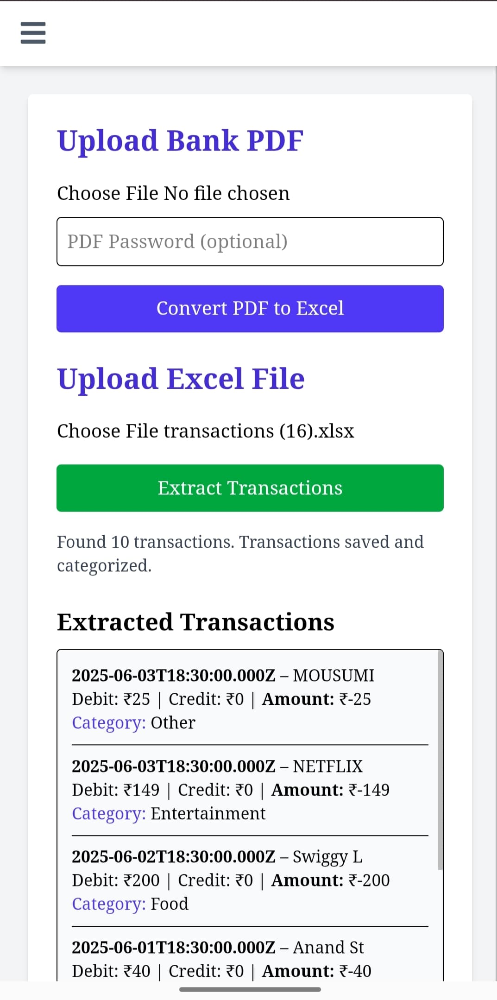 Upload Bank PDF
Choose File No file chosen
PDF Password (optional)
Convert PDF to Excel
Upload Excel File
Choose File transactions (16).xlsx
Extract Transactions
Found 10 transactions. Transactions saved and
categorized.
Extracted Transactions
2025-06-03T18:30:00.000Z – MOUSUMI
Debit: ₹25 | Credit: ₹0 | Amount: ₹-25
Category: Other
2025-06-03T18:30:00.000Z – NETFLIX
Debit: ₹149 | Credit: ₹0 | Amount: ₹-149
Category: Entertainment
2025-06-02T18:30:00.000Z – Swiggy L
Debit: ₹200 | Credit: ₹0 | Amount: ₹-200
Category: Food
2025-06-01T18:30:00.000Z – Anand St
Debit: ₹40 | Credit: ₹0 | Amount: ₹-40